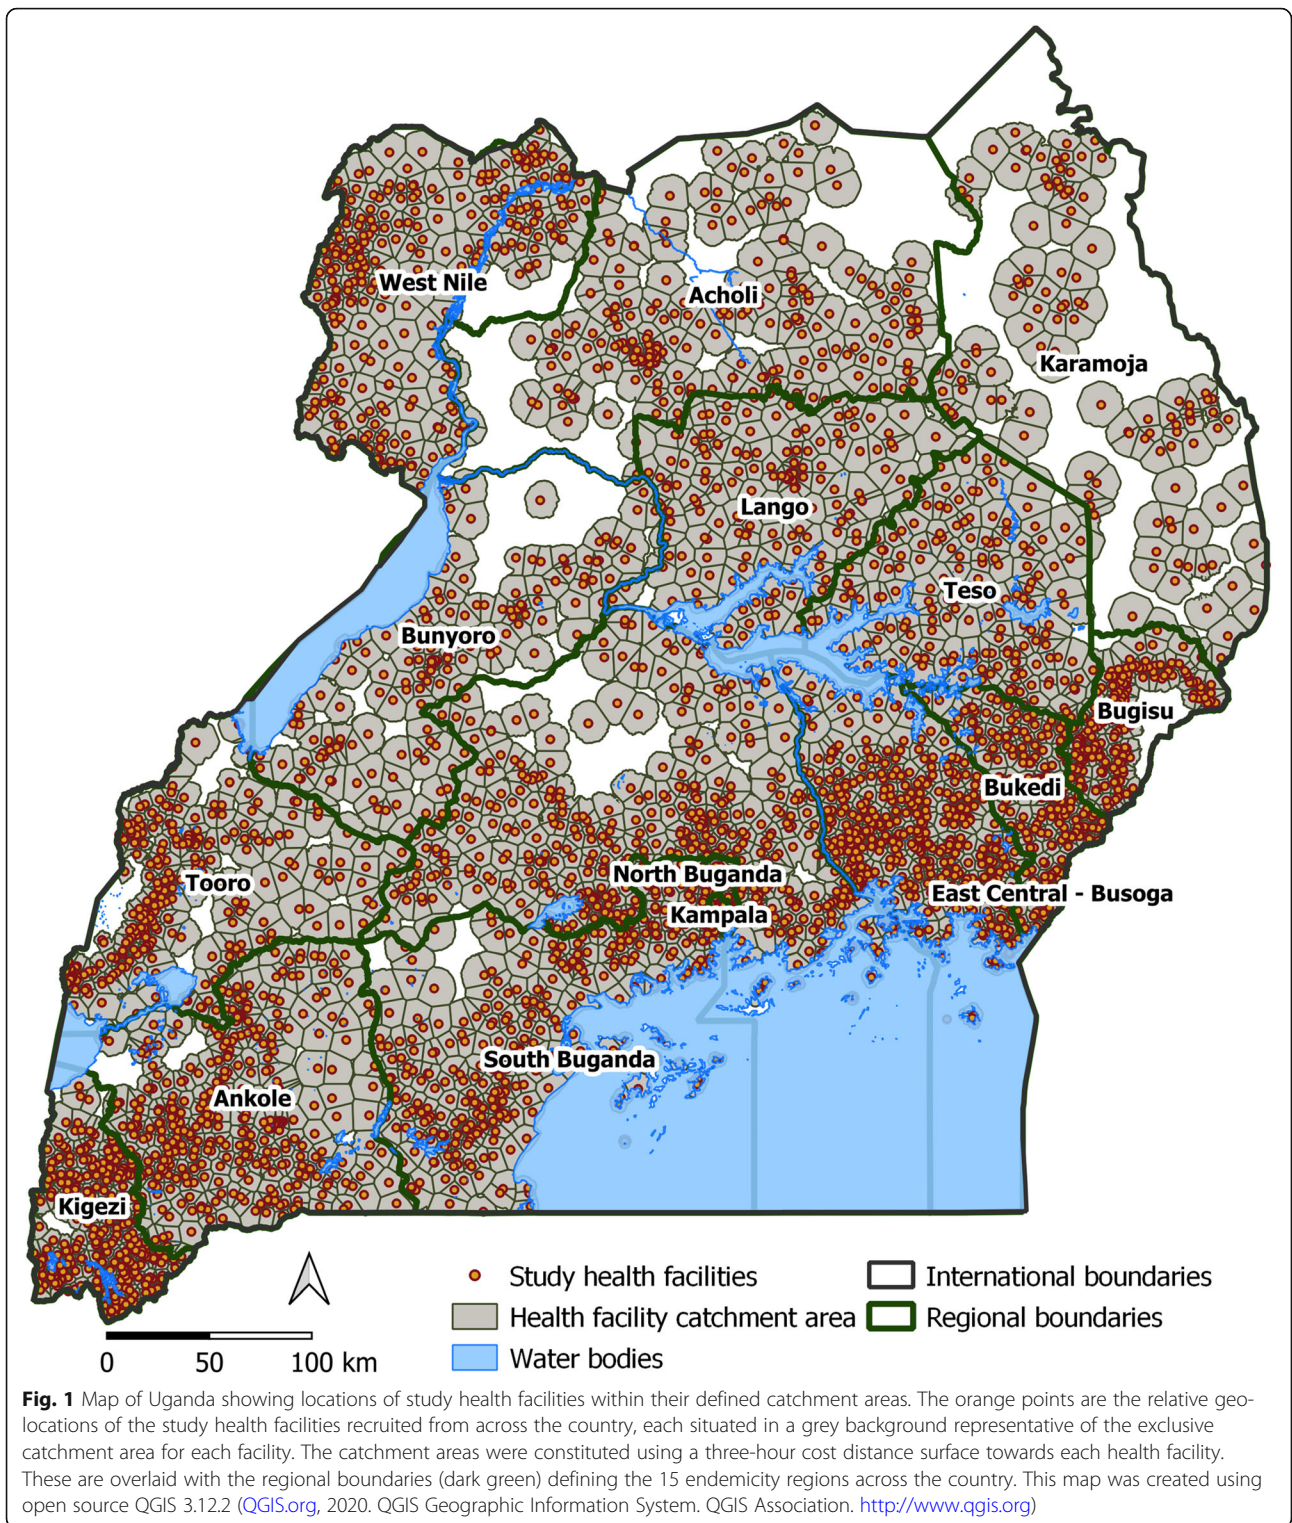 West Nile
Acholi
Karamoja
Lango
Teso
Bunyoro
Bugisu
Bukedi
North Buganda
Tooro
East Central - Busoga
Kampala
South Buganda
Ankole
Kigezi
Study health facilities
International boundaries
Health facility catchment area
Regional boundaries
Water bodies
0 50 100 km
Fig. 1 Map of Uganda showing locations of study health facilities within their defined catchment areas. The orange points are the relative geo-
locations of the study health facilities recruited from across the country, each situated in a grey background representative of the exclusive
catchment area for each facility. The catchment areas were constituted using a three-hour cost distance surface towards each health facility.
These are overlaid with the regional boundaries (dark green) defining the 15 endemicity regions across the country. This map was created using
open source QGIS 3.12.2 (QGIS.org, 2020. QGIS Geographic Information System. QGIS Association. http://www.qgis.org)